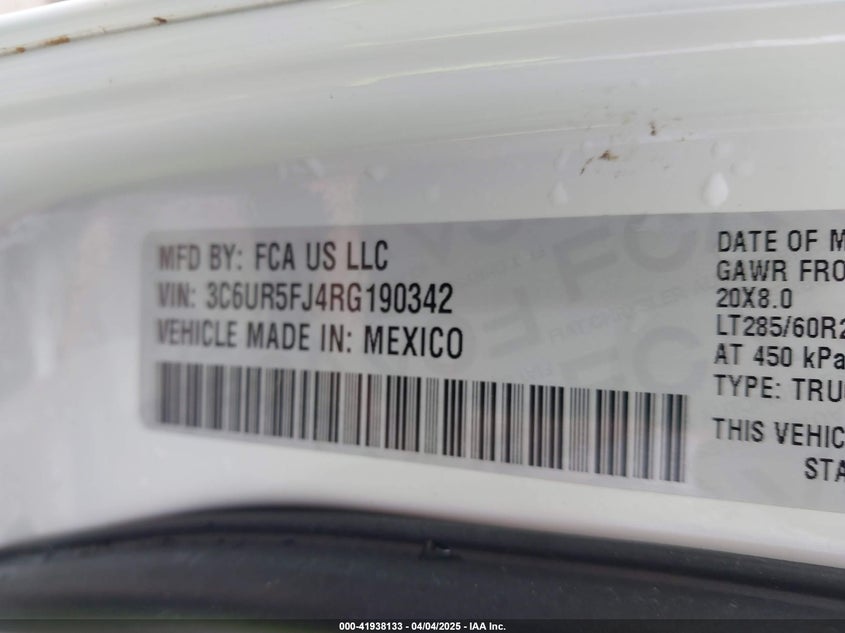 MFD BY: FCA US LLC
VIN: 3C6UR5FJ4RG190342
VEHICLE MADE IN: MEXICO
DATE OF M
GAWR FRO
20X8.0
LT285/60R2
AT 450 kPa
TYPE: TRU
THIS VEHIC
STA
000-41938133 - 04/04/2025 - IAA Inc.